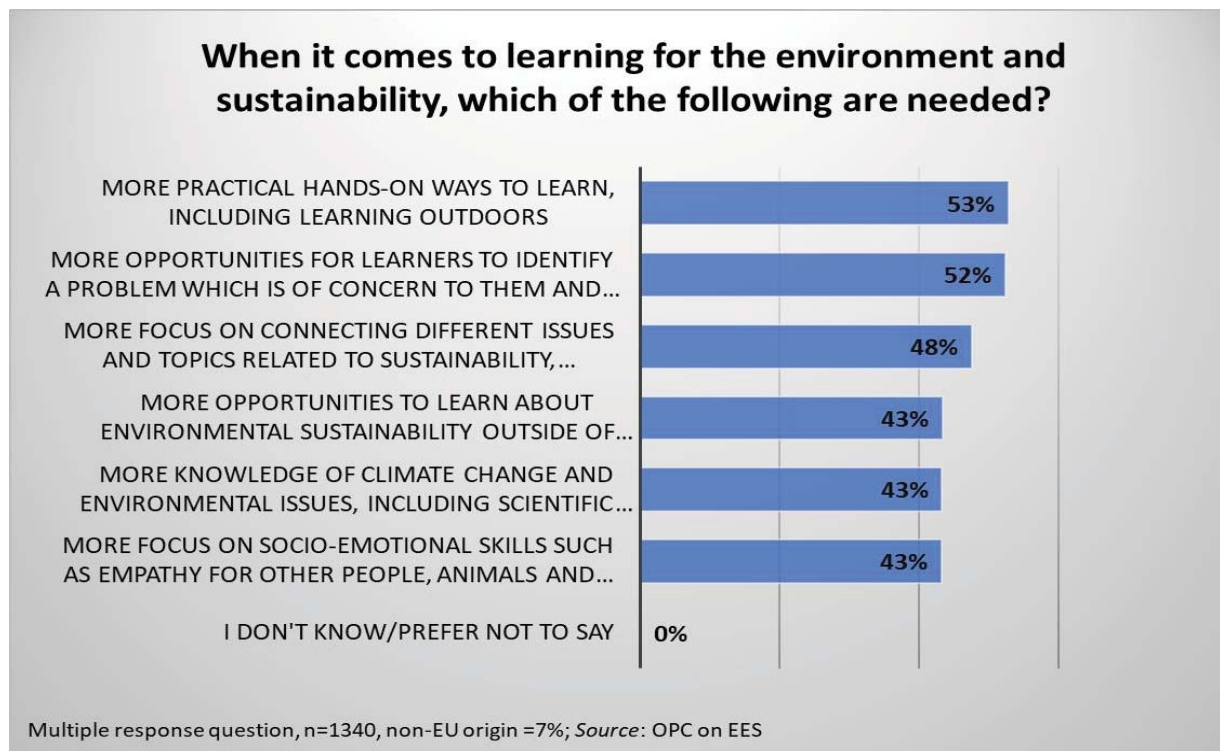 When it comes to learning for the environment and
sustainability, which of the following are needed?
MORE PRACTICAL HANDS-ON WAYS TO LEARN,
INCLUDING LEARNING OUTDOORS
53%
MORE OPPORTUNITIES FOR LEARNERS TO IDENTIFY
A PROBLEM WHICH IS OF CONCERN TO THEM AND...
52%
MORE FOCUS ON CONNECTING DIFFERENT ISSUES
AND TOPICS RELATED TO SUSTAINABILITY,...
48%
MORE OPPORTUNITIES TO LEARN ABOUT
ENVIRONMENTAL SUSTAINABILITY OUTSIDE OF...
43%
MORE KNOWLEDGE OF CLIMATE CHANGE AND
ENVIRONMENTAL ISSUES, INCLUDING SCIENTIFIC...
43%
MORE FOCUS ON SOCIO-EMOTIONAL SKILLS SUCH
AS EMPATHY FOR OTHER PEOPLE, ANIMALS AND...
43%
I DON'T KNOW/PREFER NOT TO SAY
0%
Multiple response question, n=1340, non-EU origin =7%; Source: OPC on EES